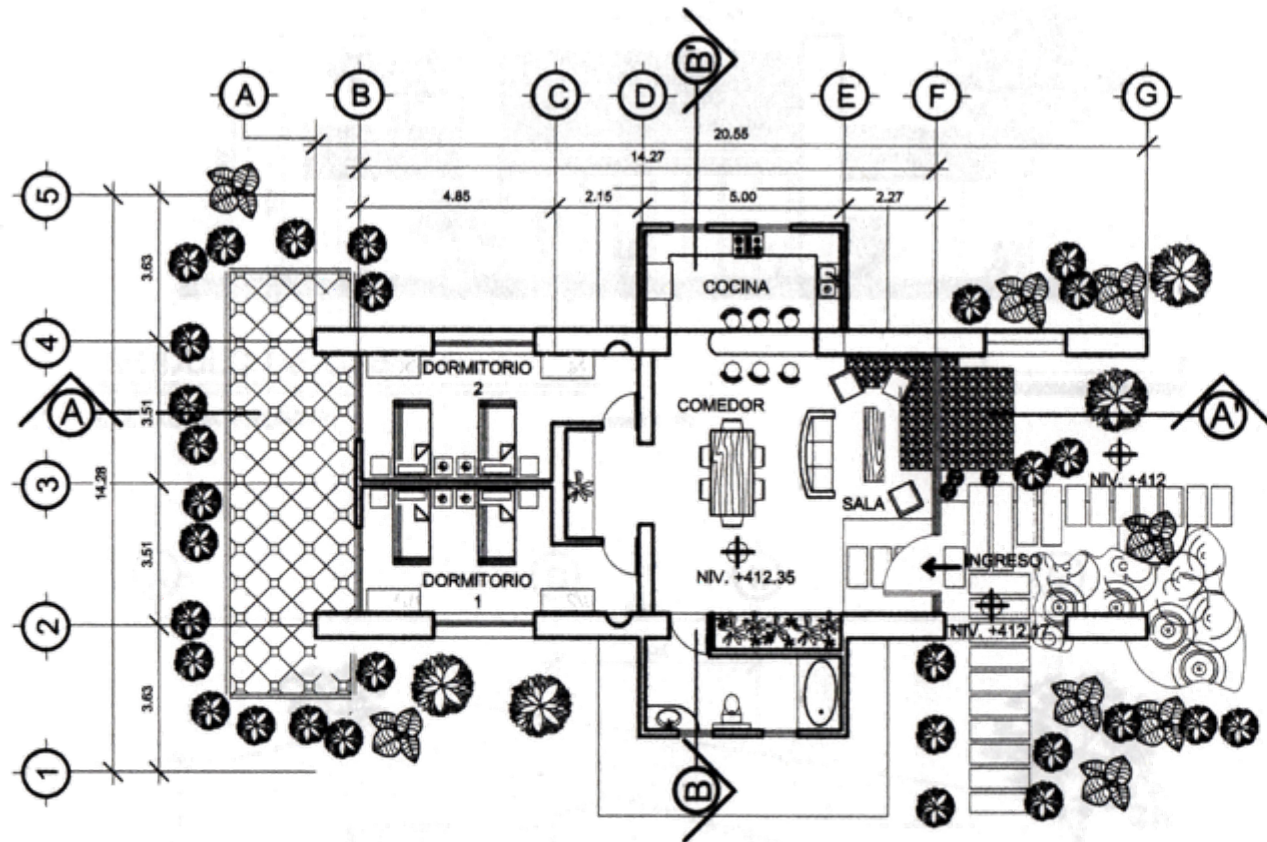 B'
A
B
C
D
E
F
G
20.55
14.27
4.85
2.15
5.00
2.27
5
4
3
2
1
3.63
3.51
3.51
3.63
14.28
COCINA
DORMITORIO
2
COMEDOR
A
A'
SALA
NIV. +412
NIV. +412.35
INGRESO
DORMITORIO
1
NIV. +412.17
B